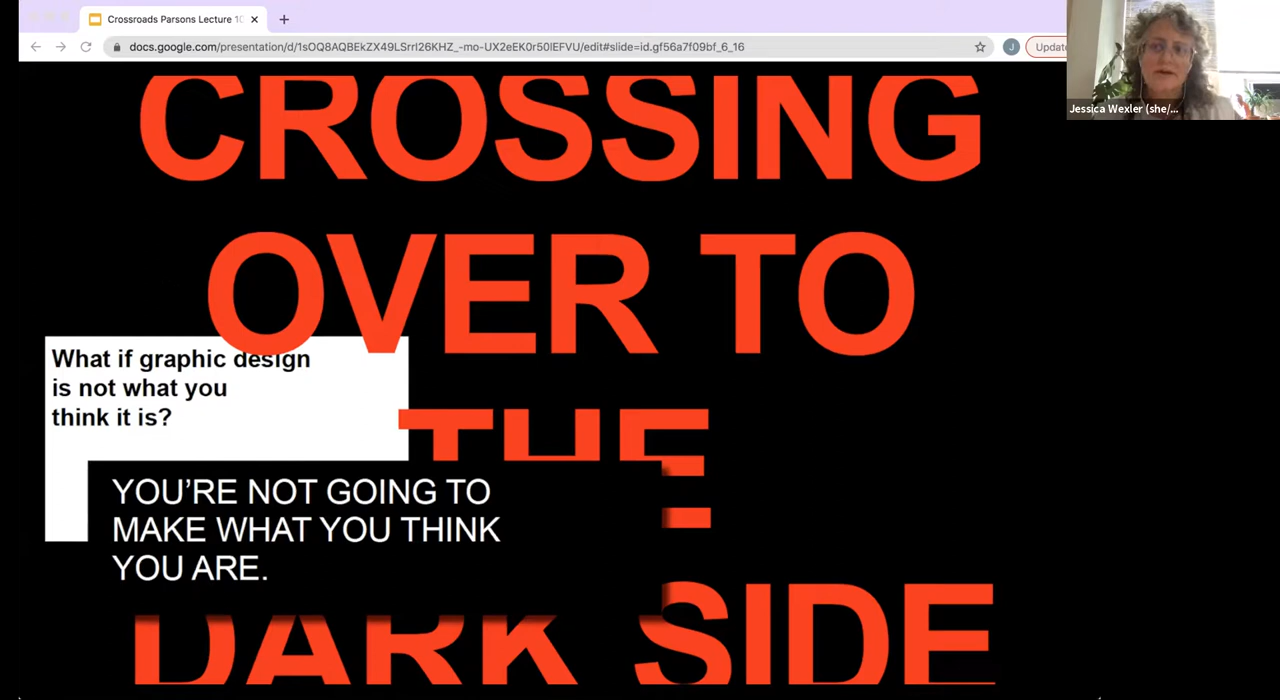 Crossroads Parsons Lecture 10
docs.google.com/presentation/d/1sOQ8AQBEkZX49LSrrI26KHZ_-mo-UX2eEK0r50lEFVU/edit#slide=id.gf56a7f09bf_6_16
J
Update
Jessica Wexler (she/...
CROSSING
OVER TO
THE
DARK SIDE
What if graphic design
is not what you
think it is?
YOU'RE NOT GOING TO
MAKE WHAT YOU THINK
YOU ARE.